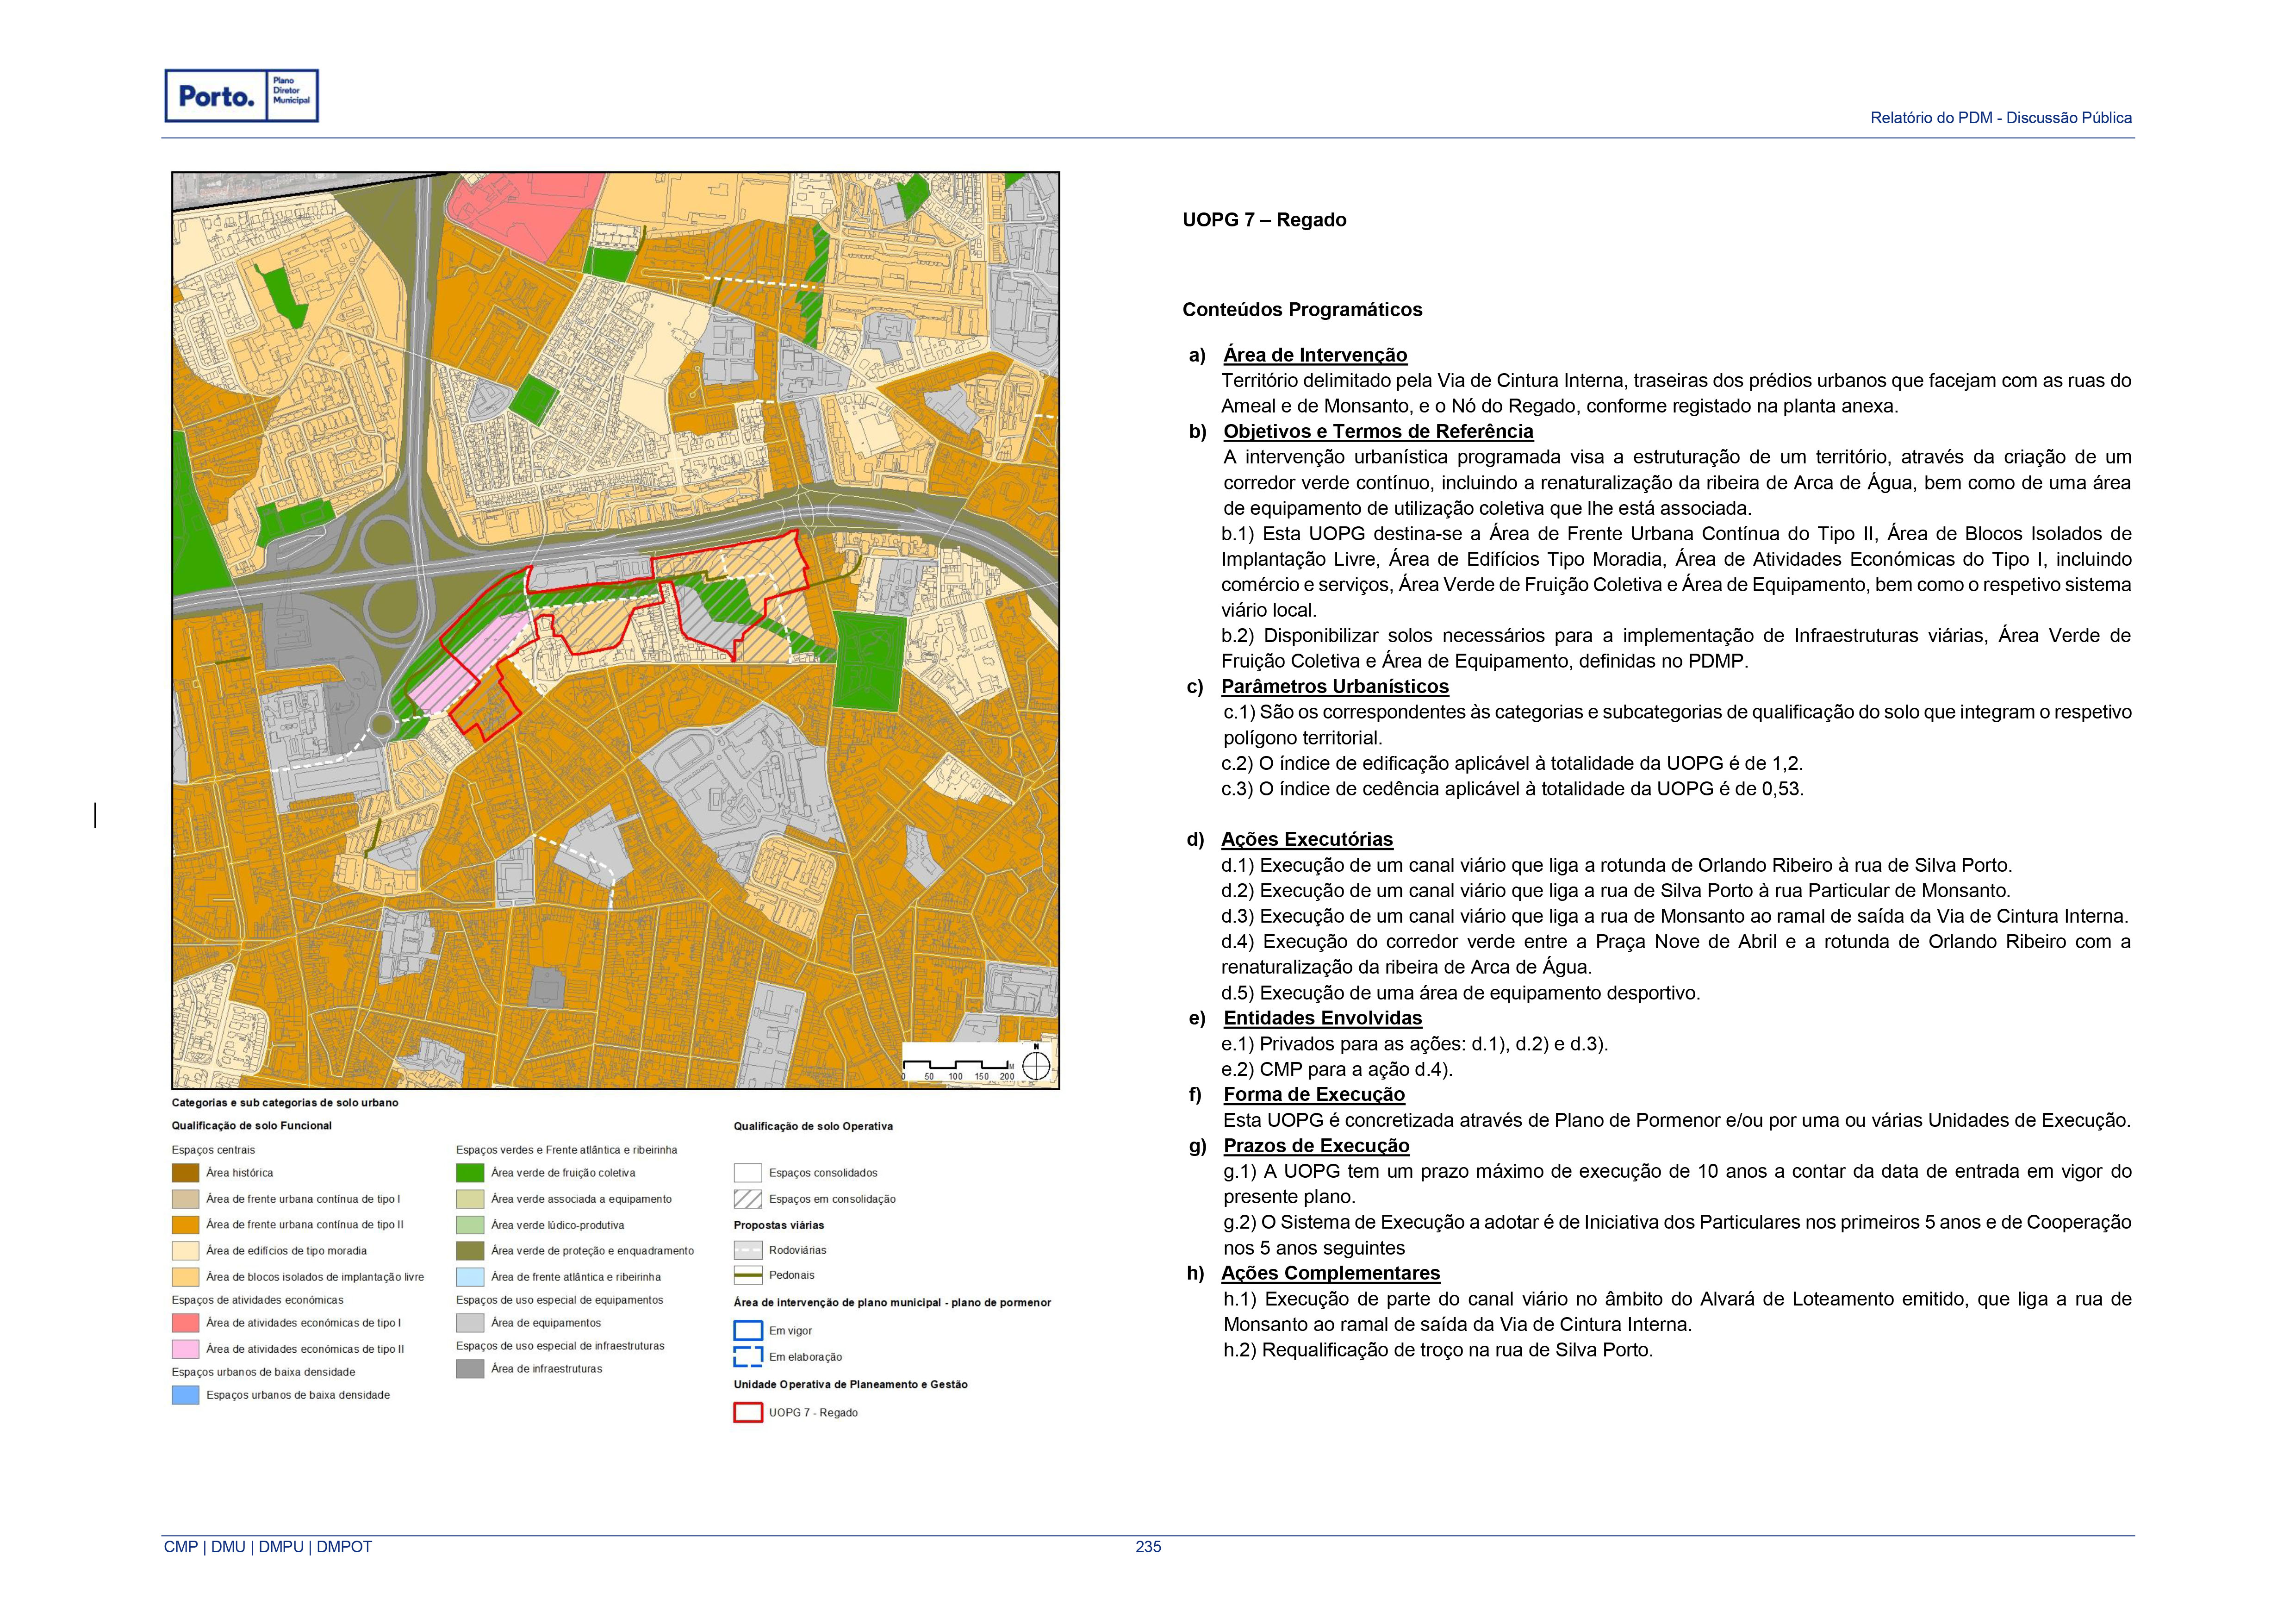 Porto.
Plano
Diretor
Municipal
Relatório do PDM - Discussão Pública
N
M
0 50 100 150 200
Categorias e sub categorias de solo urbano
Qualificação de solo Funcional
Espaços centrais
Área histórica
Área de frente urbana contínua de tipo I
Área de frente urbana contínua de tipo II
Área de edifícios de tipo moradia
Área de blocos isolados de implantação livre
Espaços de atividades económicas
Área de atividades económicas de tipo I
Área de atividades económicas de tipo II
Espaços urbanos de baixa densidade
Espaços urbanos de baixa densidade
Espaços verdes e Frente atlântica e ribeirinha
Área verde de fruição coletiva
Área verde associada a equipamento
Área verde lúdico-produtiva
Área verde de proteção e enquadramento
Área de frente atlântica e ribeirinha
Espaços de uso especial de equipamentos
Área de equipamentos
Espaços de uso especial de infraestruturas
Área de infraestruturas
Qualificação de solo Operativa
Espaços consolidados
Espaços em consolidação
Propostas viárias
Rodoviárias
Pedonais
Área de intervenção de plano municipal - plano de pormenor
Em vigor
Em elaboração
Unidade Operativa de Planeamento e Gestão
UOPG 7 - Regado
UOPG 7 – Regado
Conteúdos Programáticos
a) Área de Intervenção
Território delimitado pela Via de Cintura Interna, traseiras dos prédios urbanos que facejam com as ruas do
Ameal e de Monsanto, e o Nó do Regado, conforme registado na planta anexa.
b) Objetivos e Termos de Referência
A intervenção urbanística programada visa a estruturação de um território, através da criação de um
corredor verde contínuo, incluindo a renaturalização da ribeira de Arca de Água, bem como de uma área
de equipamento de utilização coletiva que lhe está associada.
b.1) Esta UOPG destina-se a Área de Frente Urbana Contínua do Tipo II, Área de Blocos Isolados de
Implantação Livre, Área de Edifícios Tipo Moradia, Área de Atividades Económicas do Tipo I, incluindo
comércio e serviços, Área Verde de Fruição Coletiva e Área de Equipamento, bem como o respetivo sistema
viário local.
b.2) Disponibilizar solos necessários para a implementação de Infraestruturas viárias, Área Verde de
Fruição Coletiva e Área de Equipamento, definidas no PDMP.
c) Parâmetros Urbanísticos
c.1) São os correspondentes às categorias e subcategorias de qualificação do solo que integram o respetivo
polígono territorial.
c.2) O índice de edificação aplicável à totalidade da UOPG é de 1,2.
c.3) O índice de cedência aplicável à totalidade da UOPG é de 0,53.
d) Ações Executórias
d.1) Execução de um canal viário que liga a rotunda de Orlando Ribeiro à rua de Silva Porto.
d.2) Execução de um canal viário que liga a rua de Silva Porto à rua Particular de Monsanto.
d.3) Execução de um canal viário que liga a rua de Monsanto ao ramal de saída da Via de Cintura Interna.
d.4) Execução do corredor verde entre a Praça Nove de Abril e a rotunda de Orlando Ribeiro com a
renaturalização da ribeira de Arca de Água.
d.5) Execução de uma área de equipamento desportivo.
e) Entidades Envolvidas
e.1) Privados para as ações: d.1), d.2) e d.3).
e.2) CMP para a ação d.4).
f) Forma de Execução
Esta UOPG é concretizada através de Plano de Pormenor e/ou por uma ou várias Unidades de Execução.
g) Prazos de Execução
g.1) A UOPG tem um prazo máximo de execução de 10 anos a contar da data de entrada em vigor do
presente plano.
g.2) O Sistema de Execução a adotar é de Iniciativa dos Particulares nos primeiros 5 anos e de Cooperação
nos 5 anos seguintes
h) Ações Complementares
h.1) Execução de parte do canal viário no âmbito do Alvará de Loteamento emitido, que liga a rua de
Monsanto ao ramal de saída da Via de Cintura Interna.
h.2) Requalificação de troço na rua de Silva Porto.
CMP | DMU | DMPU | DMPOT
235